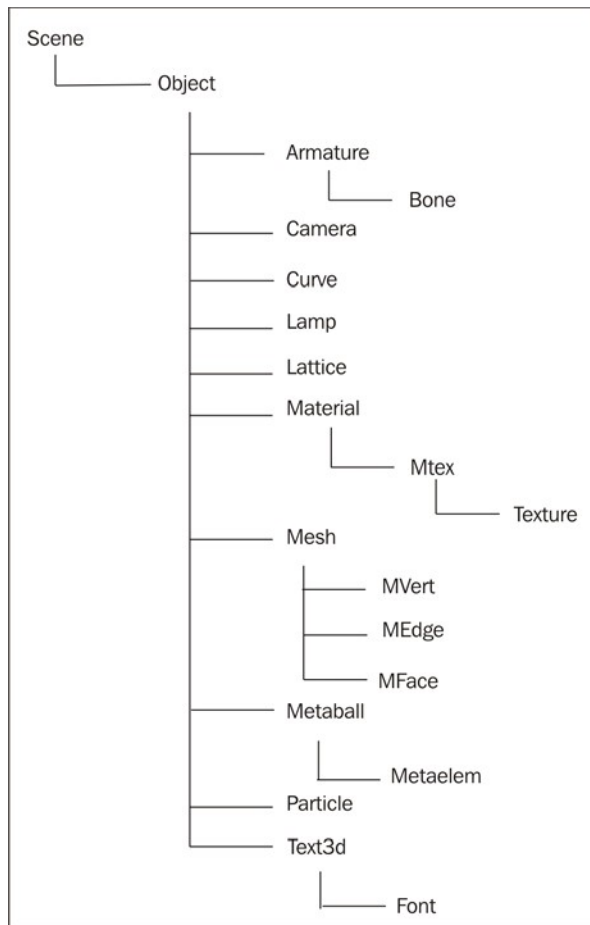 Scene
Object
Armature
Bone
Camera
Curve
Lamp
Lattice
Material
Mtex
Texture
Mesh
MVert
MEdge
MFace
Metaball
Metaelem
Particle
Text3d
Font